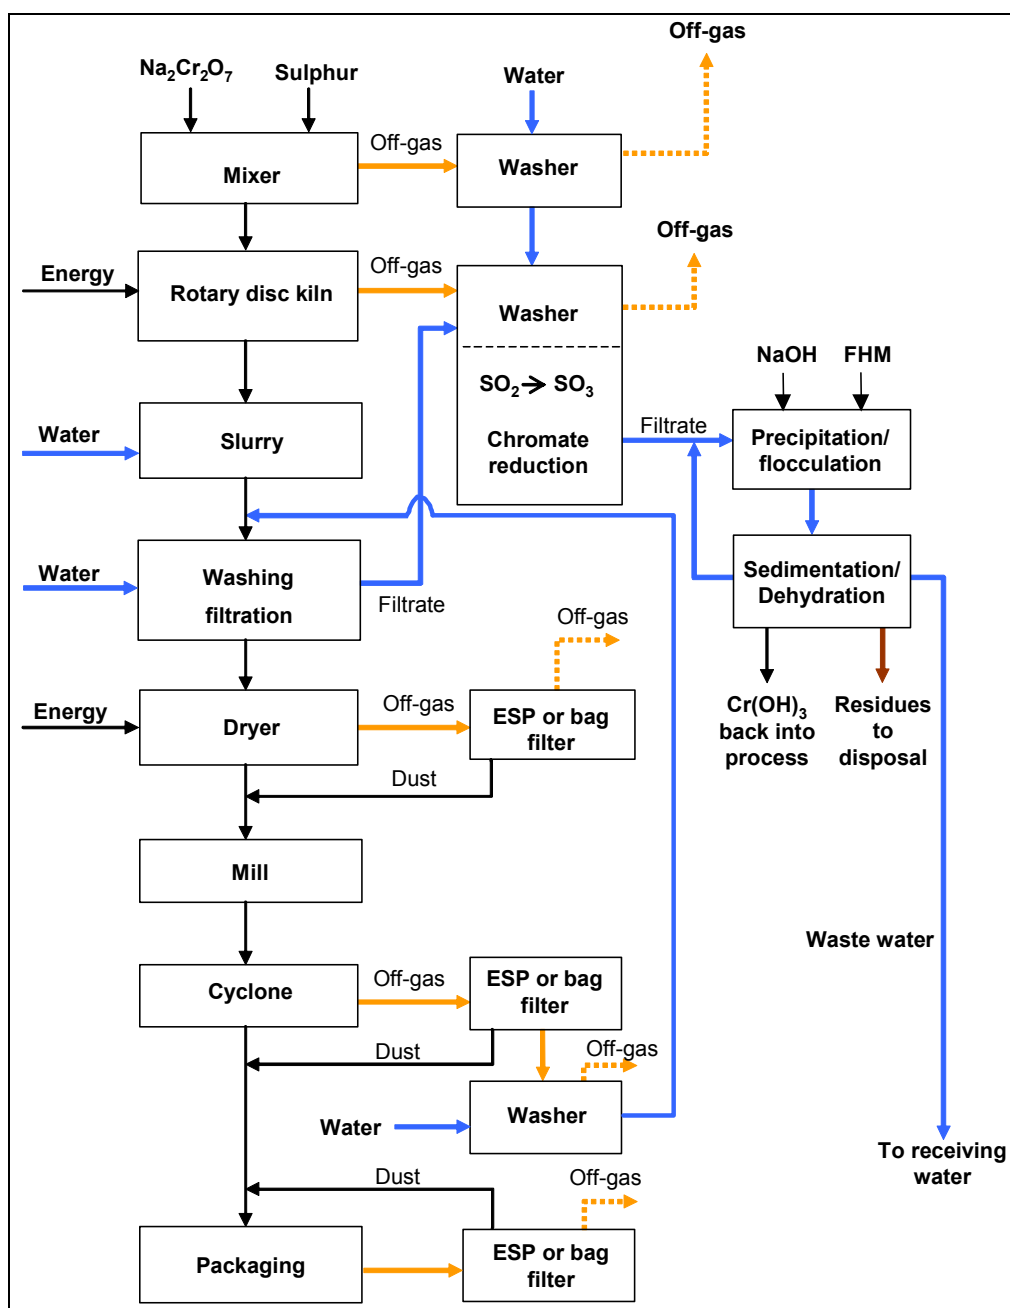 Off-gas
Na₂Cr₂O₇
Sulphur
Water
Off-gas
Mixer
Washer
Off-gas
Energy
Off-gas
Rotary disc kiln
Washer
SO₂ → SO₃
Chromate
reduction
NaOH
FHM
Water
Slurry
Filtrate
Precipitation/
flocculation
Water
Washing
filtration
Filtrate
Sedimentation/
Dehydration
Off-gas
Energy
Dryer
Off-gas
ESP or bag
filter
Dust
Cr(OH)₃
back into
process
Residues
to
disposal
Mill
Waste water
Cyclone
Off-gas
ESP or bag
filter
Dust
Off-gas
Water
Washer
To receiving
water
Dust
Off-gas
Packaging
ESP or bag
filter